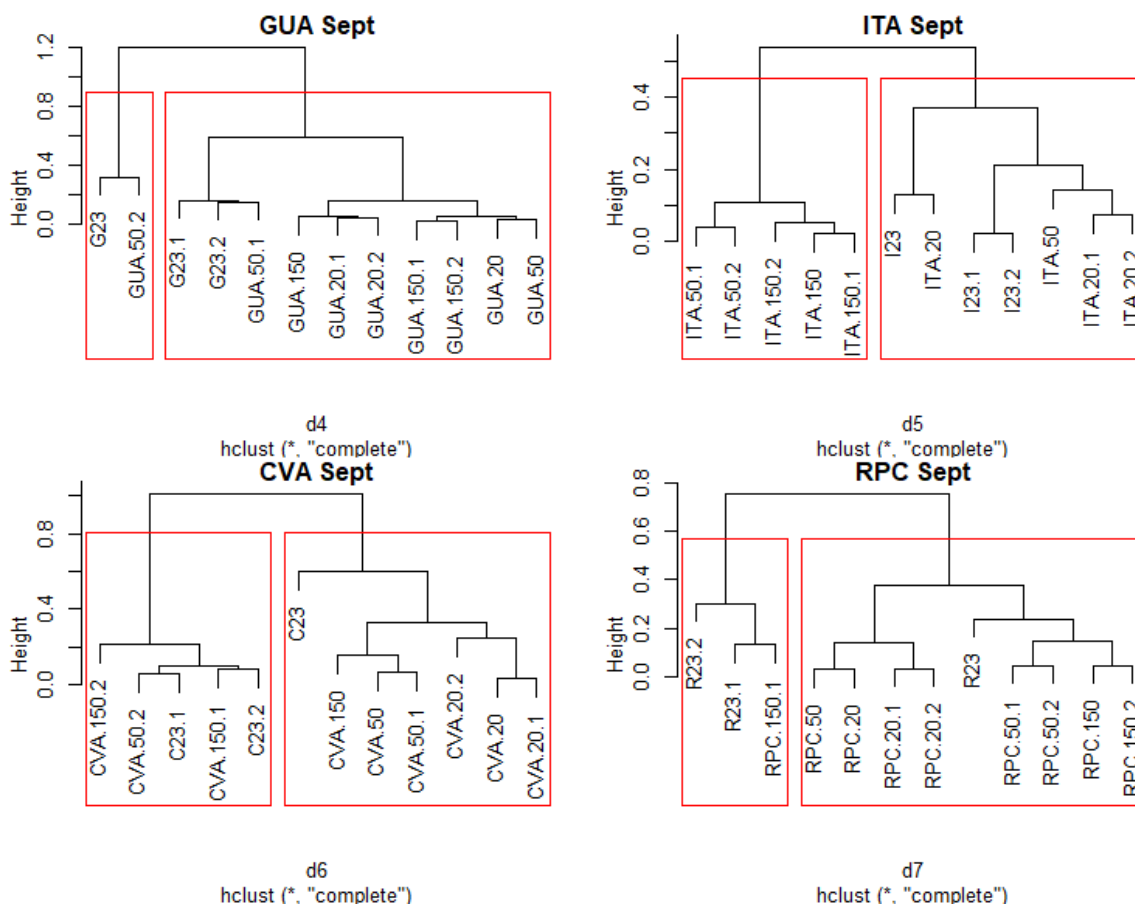 GUA Sept
Height
0.0 0.4 0.8 1.2
G23
GUA.50.2
G23.1
G23.2
GUA.50.1
GUA.150
GUA.20.1
GUA.20.2
GUA.150.1
GUA.150.2
GUA.20
GUA.50
d4
hclust (*, "complete")
ITA Sept
Height
0.0 0.2 0.4
ITA.50.1
ITA.50.2
ITA.150.2
ITA.150
ITA.150.1
I23
ITA.20
I23.1
I23.2
ITA.50
ITA.20.1
ITA.20.2
d5
hclust (*, "complete")
CVA Sept
Height
0.0 0.4 0.8
CVA.150.2
CVA.50.2
C23.1
CVA.150.1
C23.2
C23
CVA.150
CVA.50
CVA.50.1
CVA.20.2
CVA.20
CVA.20.1
d6
hclust (*, "complete")
RPC Sept
Height
0.0 0.2 0.4 0.6 0.8
R23.2
R23.1
RPC.150.1
RPC.50
RPC.20
RPC.20.1
RPC.20.2
R23
RPC.50.1
RPC.50.2
RPC.150
RPC.150.2
d7
hclust (*, "complete")